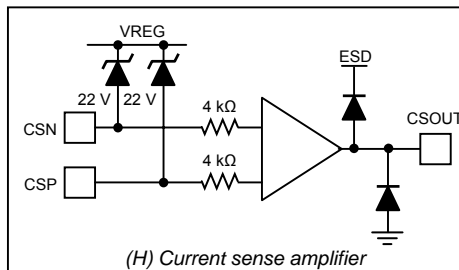 VREG
22 V 22 V
CSN
4 kΩ
CSP
4 kΩ
ESD
CSOUT
(H) Current sense amplifier